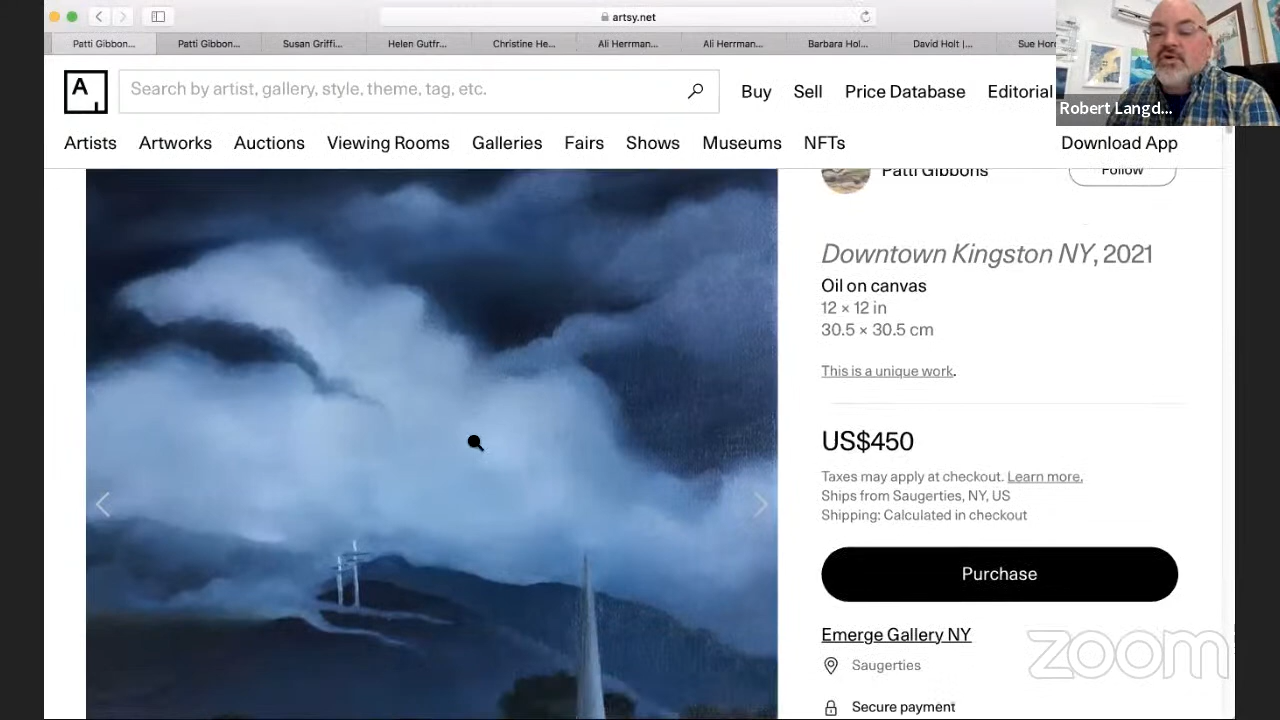 artsy.net
Patti Gibbon...
Patti Gibbon...
Susan Griffi...
Helen Gutfr...
Christine He...
Ali Herrman...
Ali Herrman...
Barbara Hol...
David Holt |...
Sue Hor
Robert Langd...
A
Search by artist, gallery, style, theme, tag, etc.
Buy Sell Price Database Editorial
Artists Artworks Auctions Viewing Rooms Galleries Fairs Shows Museums NFTs Download App
Patti Gibbons
Follow
Downtown Kingston NY, 2021
Oil on canvas
12 × 12 in
30.5 × 30.5 cm
This is a unique work.
US$450
Taxes may apply at checkout. Learn more.
Ships from Saugerties, NY, US
Shipping: Calculated in checkout
Purchase
Emerge Gallery NY
Saugerties
Secure payment
zoom